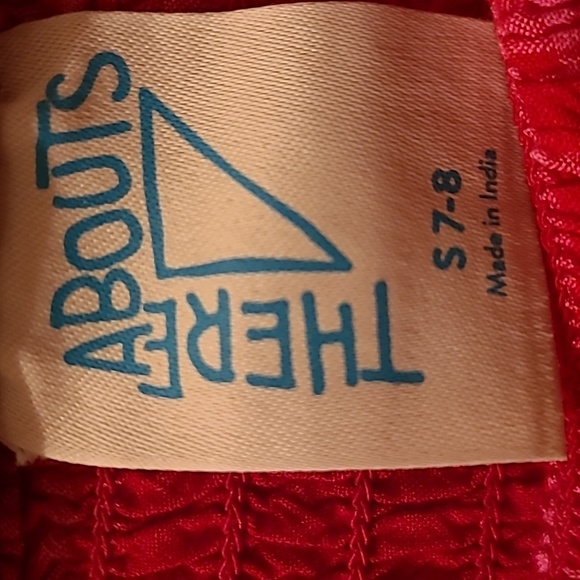 THERE
ABOUTS
S 7-8
Made in India